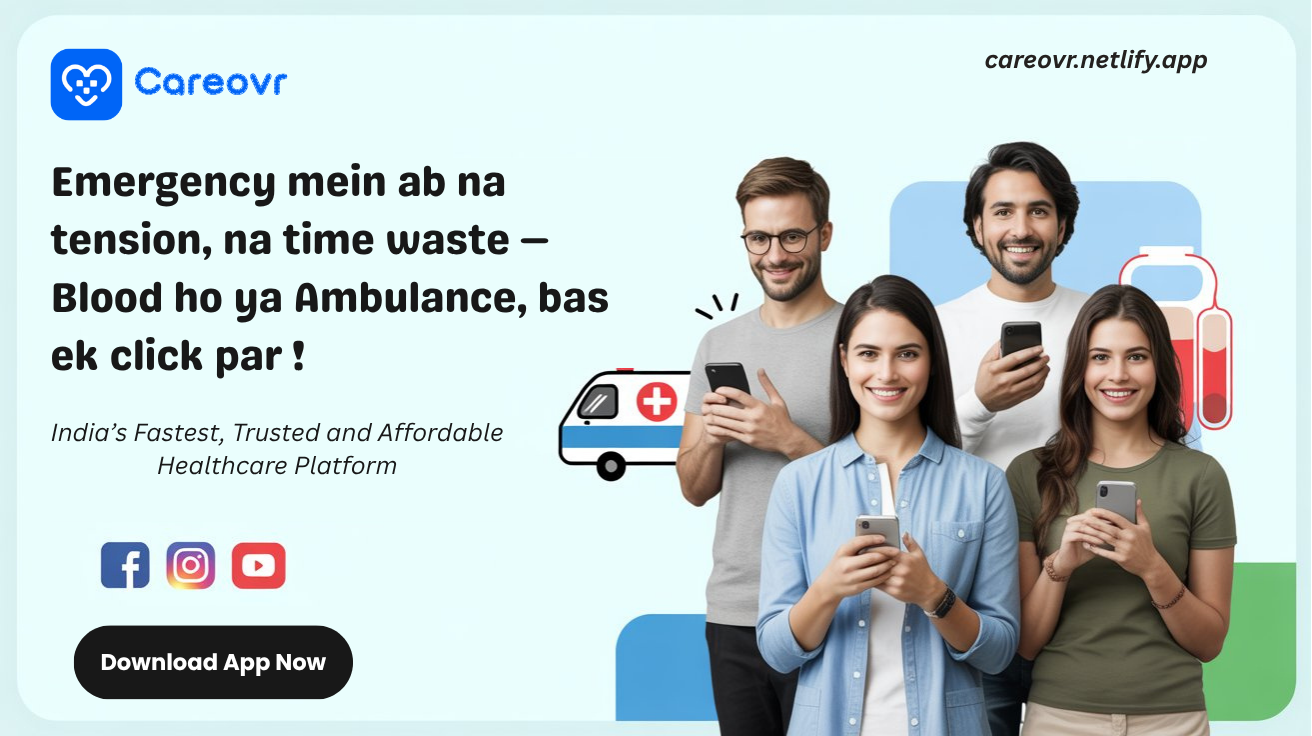 Careovr
careovr.netlify.app
Emergency mein ab na
tension, na time waste –
Blood ho ya Ambulance, bas
ek click par !
India's Fastest, Trusted and Affordable
Healthcare Platform
Download App Now